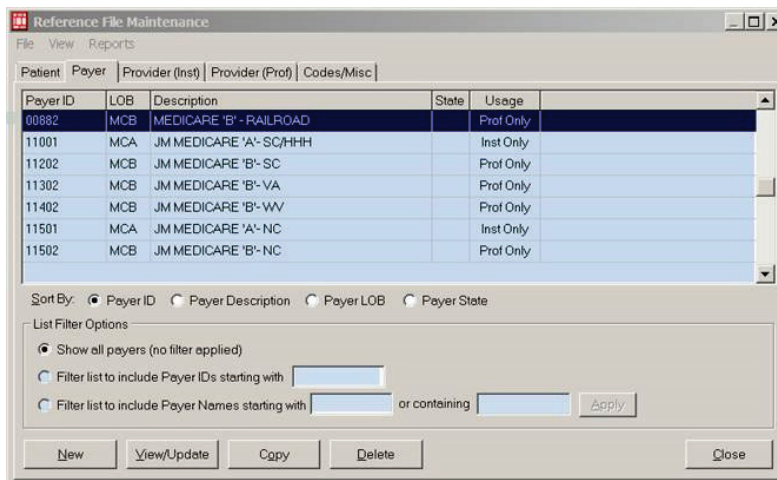 Reference File Maintenance
File View Reports
Patient Payer Provider (Inst) Provider (Prof) Codes/Misc
Payer ID LOB Description State Usage
00882 MCB MEDICARE 'B' - RAILROAD Prof Only
11001 MCA JM MEDICARE 'A'- SC/HHH Inst Only
11202 MCB JM MEDICARE 'B'- SC Prof Only
11302 MCB JM MEDICARE 'B'- VA Prof Only
11402 MCB JM MEDICARE 'B'- WV Prof Only
11501 MCA JM MEDICARE 'A'- NC Inst Only
11502 MCB JM MEDICARE 'B'- NC Prof Only
Sort By: Payer ID Payer Description Payer LOB Payer State
List Filter Options
Show all payers (no filter applied)
Filter list to include Payer IDs starting with
Filter list to include Payer Names starting with or containing Apply
New View/Update Copy Delete Close